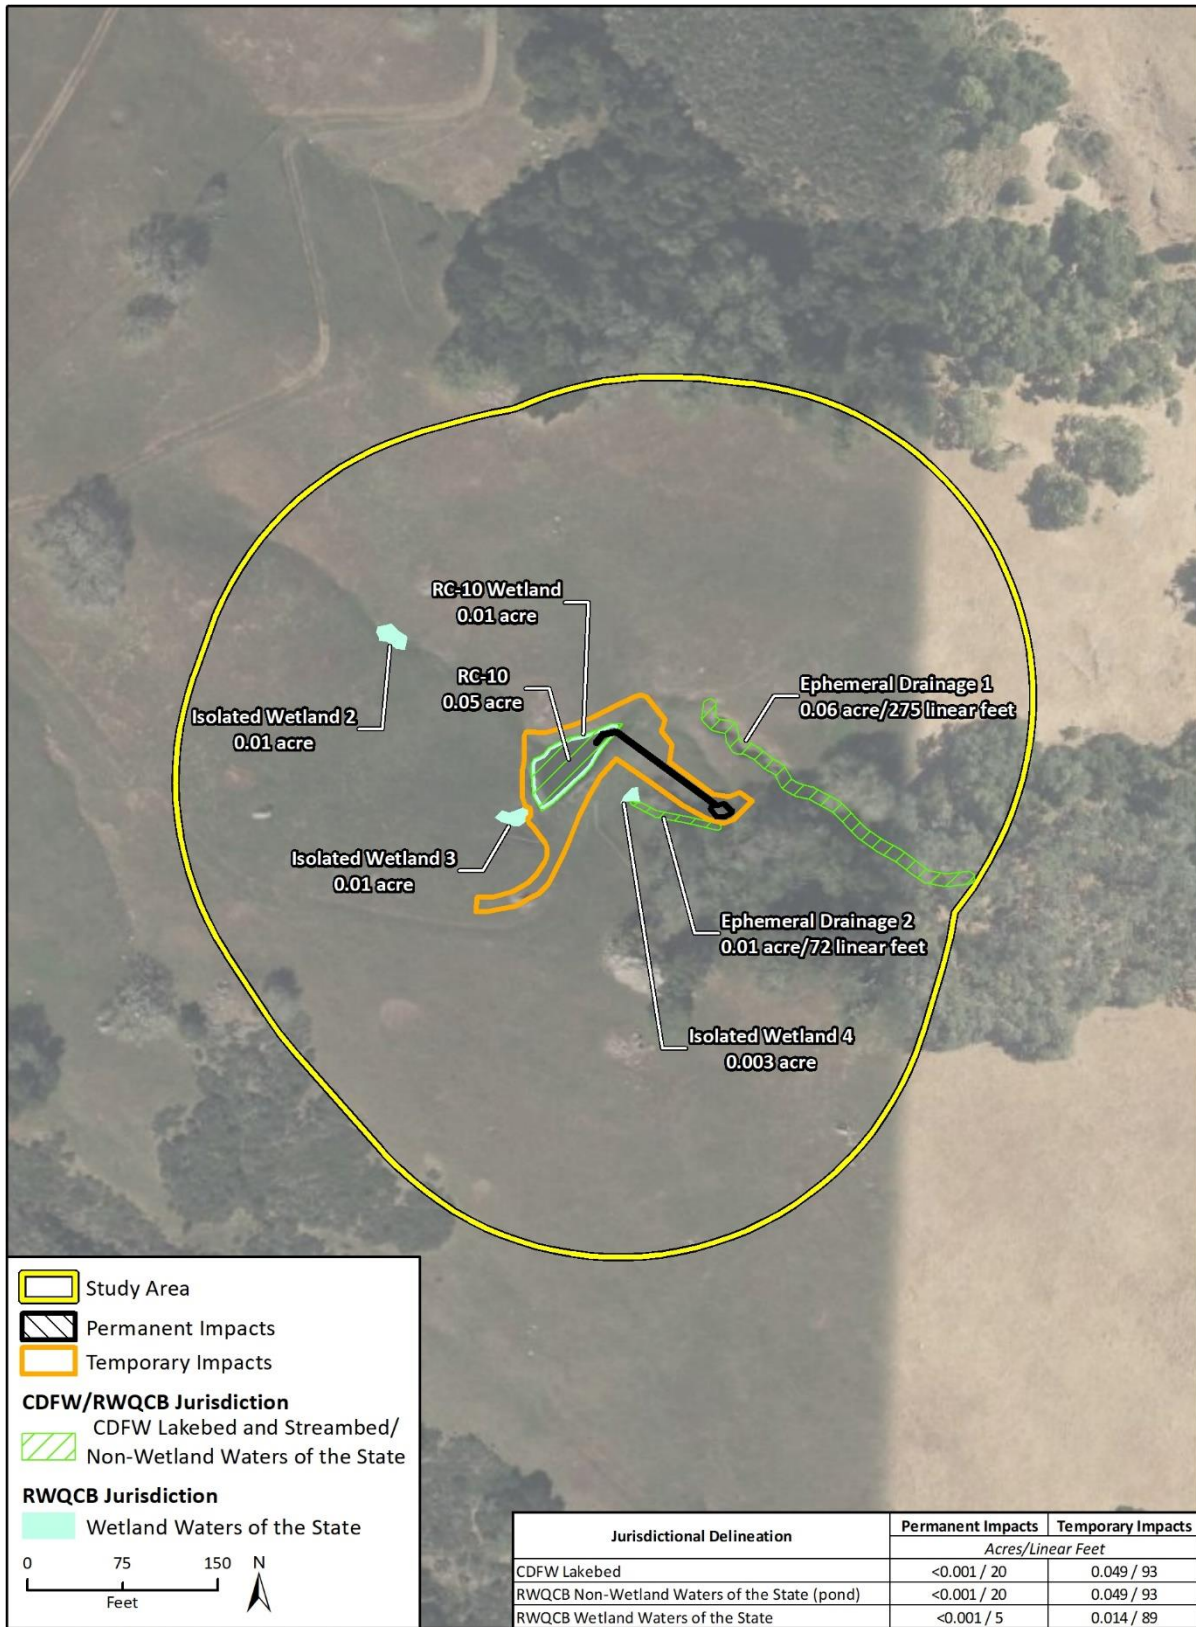 RC-10 Wetland
0.01 acre
RC-10
0.05 acre
Ephemeral Drainage 1
0.06 acre/275 linear feet
Isolated Wetland 2
0.01 acre
Isolated Wetland 3
0.01 acre
Ephemeral Drainage 2
0.01 acre/72 linear feet
Isolated Wetland 4
0.003 acre
Study Area
Permanent Impacts
Temporary Impacts
CDFW/RWQCB Jurisdiction
CDFW Lakebed and Streambed/
Non-Wetland Waters of the State
RWQCB Jurisdiction
Wetland Waters of the State
0 75 150 N
Feet
Jurisdictional Delineation Permanent Impacts Temporary Impacts
Acres/Linear Feet
CDFW Lakebed <0.001 / 20 0.049 / 93
RWQCB Non-Wetland Waters of the State (pond) <0.001 / 20 0.049 / 93
RWQCB Wetland Waters of the State <0.001 / 5 0.014 / 89